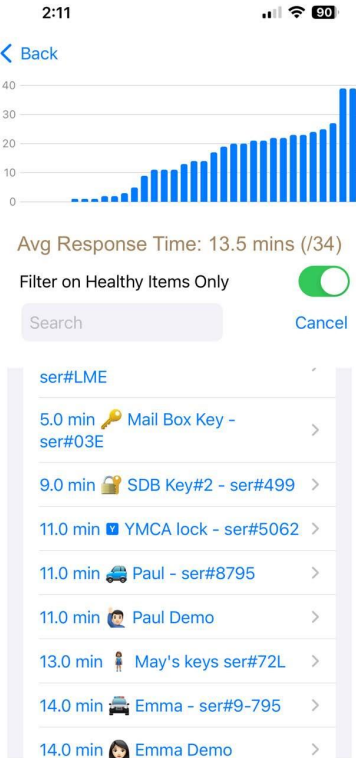 2:11
90
Back
40
30
20
10
0
Avg Response Time: 13.5 mins (/34)
Filter on Healthy Items Only
Search
Cancel
ser#LME
5.0 min 🔑 Mail Box Key -
ser#03E
9.0 min 🔐 SDB Key#2 - ser#499
11.0 min 🆈 YMCA lock - ser#5062
11.0 min 🚙 Paul - ser#8795
11.0 min 🙋🏻‍♂️ Paul Demo
13.0 min 🧍🏽‍♀️ May's keys ser#72L
14.0 min 🚔 Emma - ser#9-795
14.0 min 👩🏻 Emma Demo